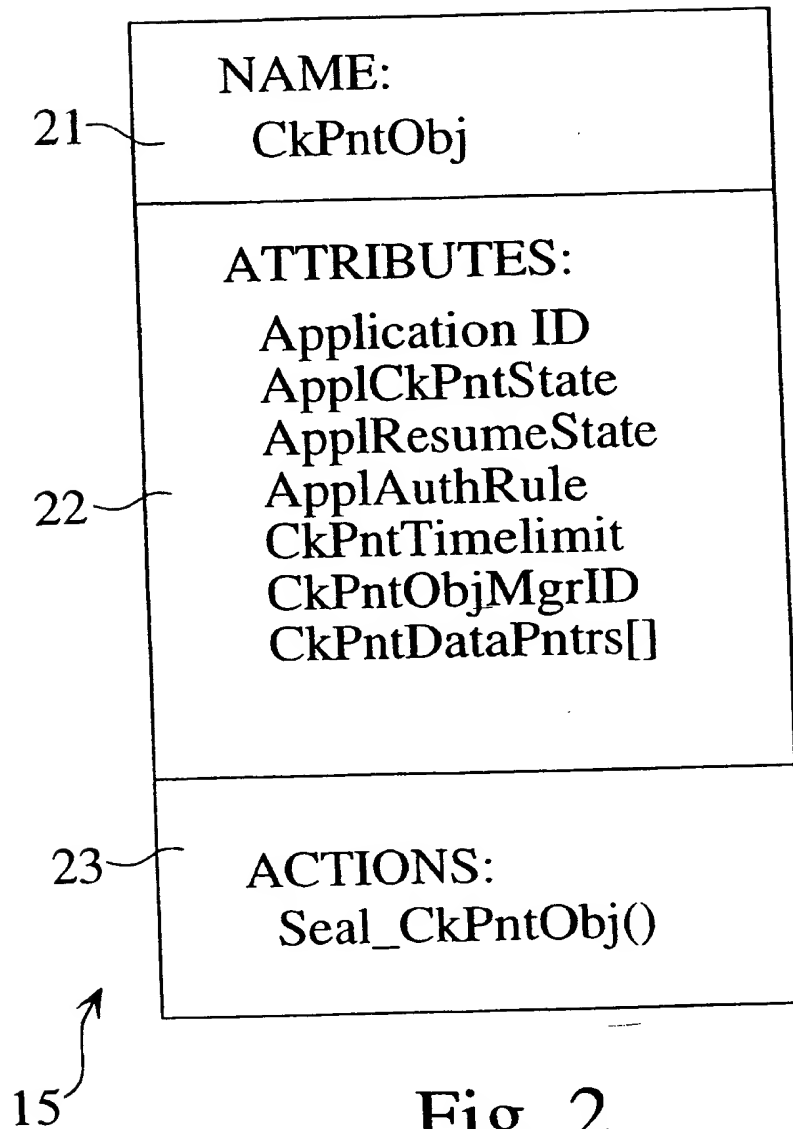 NAME:
CkPntObj
21
ATTRIBUTES:
Application ID
ApplCkPntState
ApplResumeState
ApplAuthRule
22
CkPntTimelimit
CkPntObjMgrID
CkPntDataPntrs[]
23
ACTIONS:
Seal_CkPntObj()
15
Fig. 2